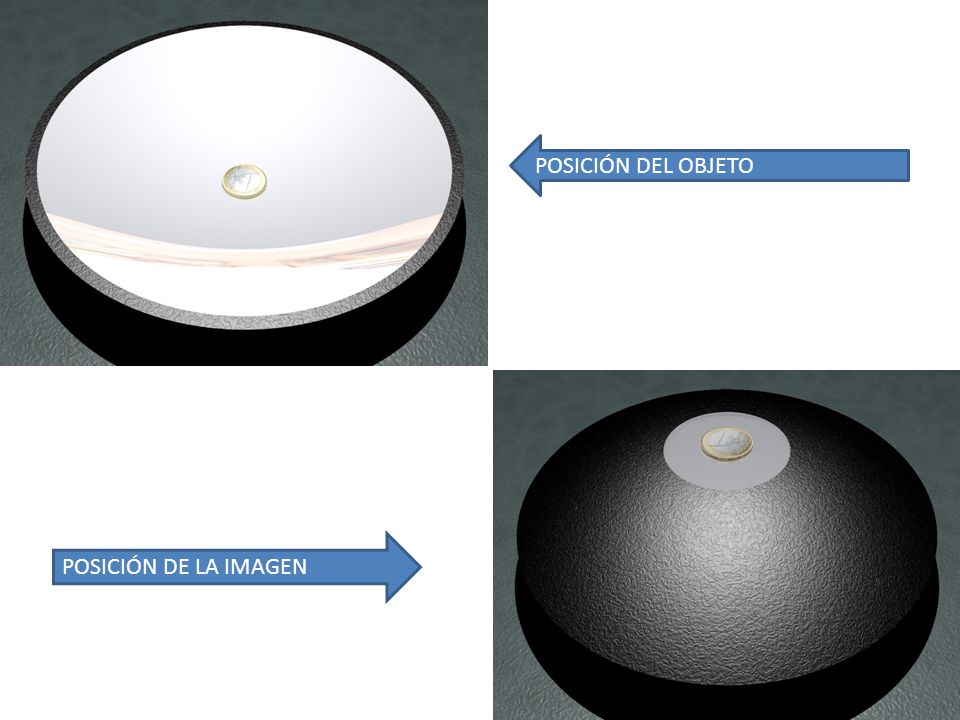 POSICIÓN DEL OBJETO
POSICIÓN DE LA IMAGEN